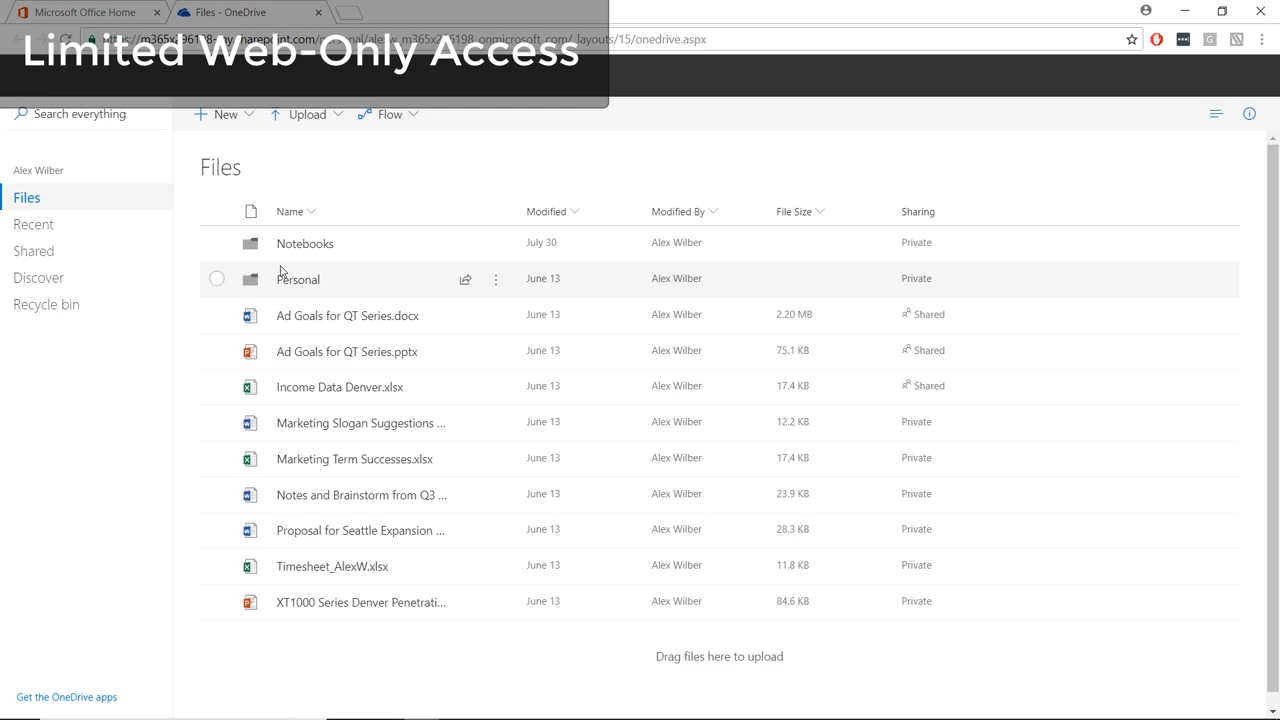 Microsoft Office Home
Files - OneDrive
Limited Web-Only Access
onmicrosoft_com/_layouts/15/onedrive.aspx
Search everything
New
Upload
Flow
Alex Wilber
Files
Recent
Shared
Discover
Recycle bin
Files
Name Modified Modified By File Size Sharing
Notebooks July 30 Alex Wilber Private
Personal June 13 Alex Wilber Private
Ad Goals for QT Series.docx June 13 Alex Wilber 2.20 MB Shared
Ad Goals for QT Series.pptx June 13 Alex Wilber 75.1 KB Shared
Income Data Denver.xlsx June 13 Alex Wilber 17.4 KB Shared
Marketing Slogan Suggestions ... June 13 Alex Wilber 12.2 KB Private
Marketing Term Successes.xlsx June 13 Alex Wilber 17.4 KB Private
Notes and Brainstorm from Q3 ... June 13 Alex Wilber 23.9 KB Private
Proposal for Seattle Expansion ... June 13 Alex Wilber 28.3 KB Private
Timesheet_AlexW.xlsx June 13 Alex Wilber 11.8 KB Private
XT1000 Series Denver Penetrati... June 13 Alex Wilber 84.6 KB Private
Drag files here to upload
Get the OneDrive apps